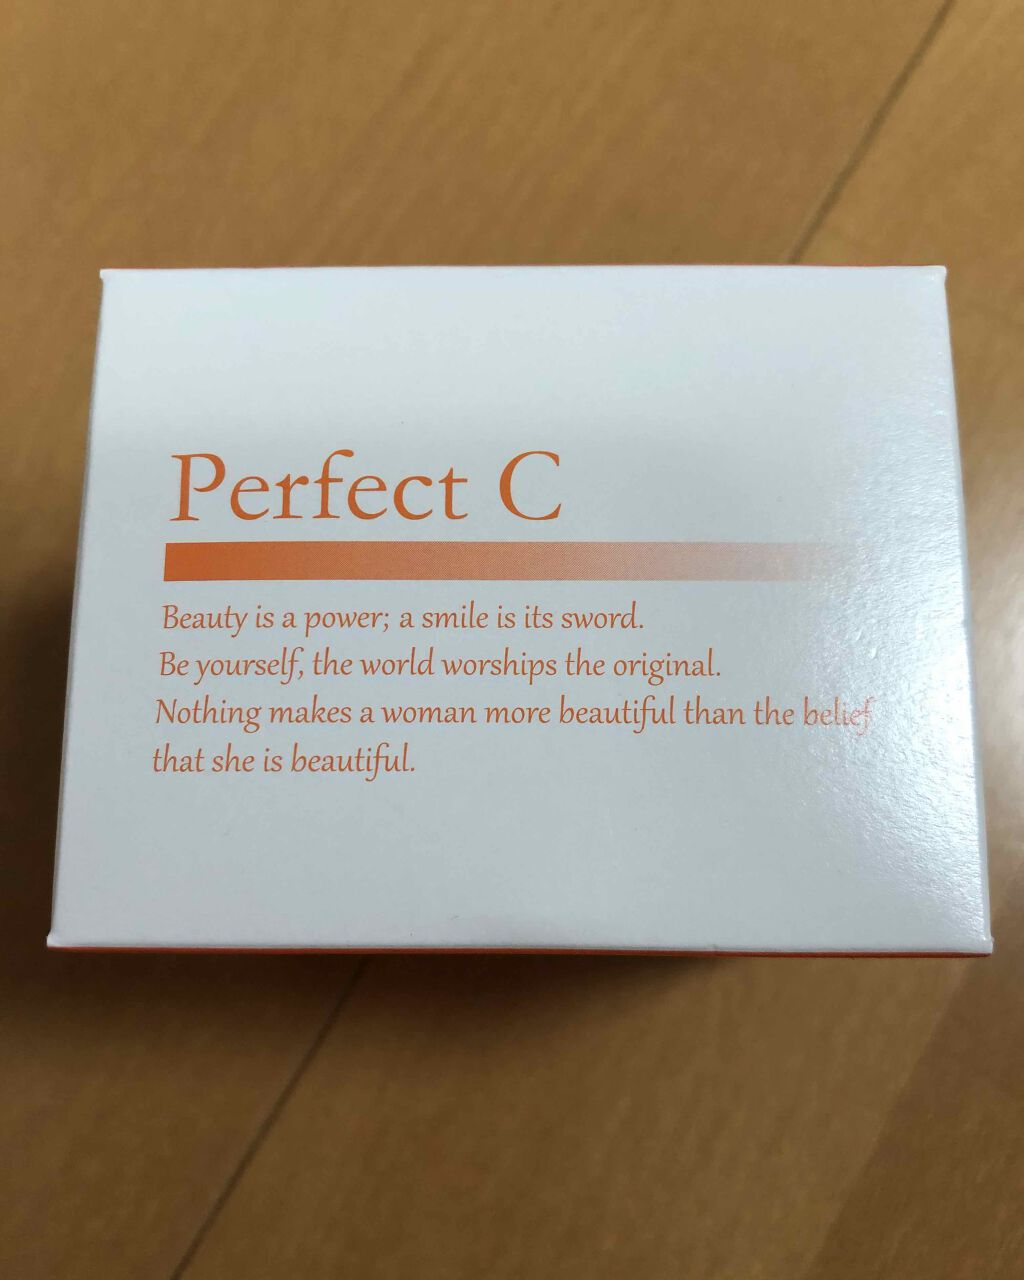 Perfect C
Beauty is a power; a smile is its sword.
Be yourself, the world worships the original.
Nothing makes a woman more beautiful than the belief
that she is beautiful.